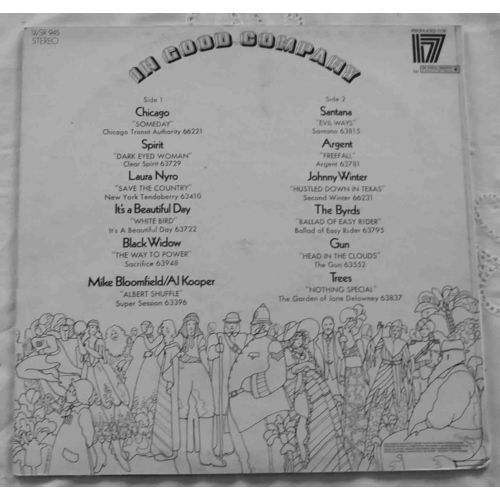 WSR 945
STEREO
IN GOOD COMPANY
PRODUCED FOR
17
Side 1
Chicago
"SOMEDAY"
Chicago Transit Authority 66221
Spirit
"DARK EYED WOMAN"
Clear Spirit 63729
Laura Nyro
"SAVE THE COUNTRY"
New York Tendaberry 63410
It's a Beautiful Day
"WHITE BIRD"
It's A Beautiful Day 63722
Black Widow
"THE WAY TO POWER"
Sacrifice 63948
Mike Bloomfield/Al Kooper
"ALBERT SHUFFLE"
Super Session 63396
Side 2
Santana
"EVIL WAYS"
Santana 63815
Argent
"FREEFALL"
Argent 63781
Johnny Winter
"HUSTLED DOWN IN TEXAS"
Second Winter 66231
The Byrds
"BALLAD OF EASY RIDER"
Ballad of Easy Rider 63795
Gun
"HEAD IN THE CLOUDS"
The Gun 63552
Trees
"NOTHING SPECIAL"
The Garden of Jane Delawney 63837